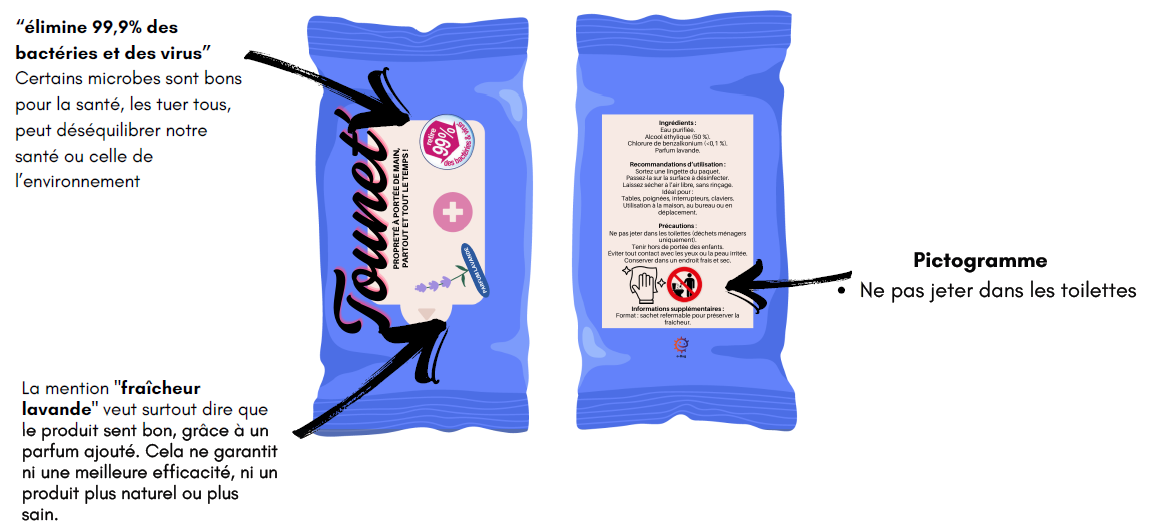 “élimine 99,9% des
bactéries et des virus”
Certains microbes sont bons
pour la santé, les tuer tous,
peut déséquilibrer notre
santé ou celle de
l’environnement
Tounett
PROPRETÉ À PORTÉE DE MAIN,
PARTOUT ET TOUT LE TEMPS !
retire
99%
des bactéries & virus
PARFUM LAVANDE
La mention "fraîcheur
lavande" veut surtout dire que
le produit sent bon, grâce à un
parfum ajouté. Cela ne garantit
ni une meilleure efficacité, ni un
produit plus naturel ou plus
sain.
Ingrédients :
Eau purifiée.
Alcool éthylique (50 %).
Chlorure de benzalkonium (<0,1 %).
Parfum lavande.
Recommandations d’utilisation :
Sortez une lingette du paquet.
Passez-la sur la surface à désinfecter.
Laissez sécher à l’air libre, sans rinçage.
Idéal pour :
Tables, poignées, interrupteurs, claviers.
Utilisation à la maison, au bureau ou en
déplacement.
Précautions :
Ne pas jeter dans les toilettes (déchets ménagers
uniquement).
Tenir hors de portée des enfants.
Éviter tout contact avec les yeux ou la peau irritée.
Conserver dans un endroit frais et sec.
Informations supplémentaires :
Format : sachet refermable pour préserver la
fraîcheur.
Pictogramme
• Ne pas jeter dans les toilettes